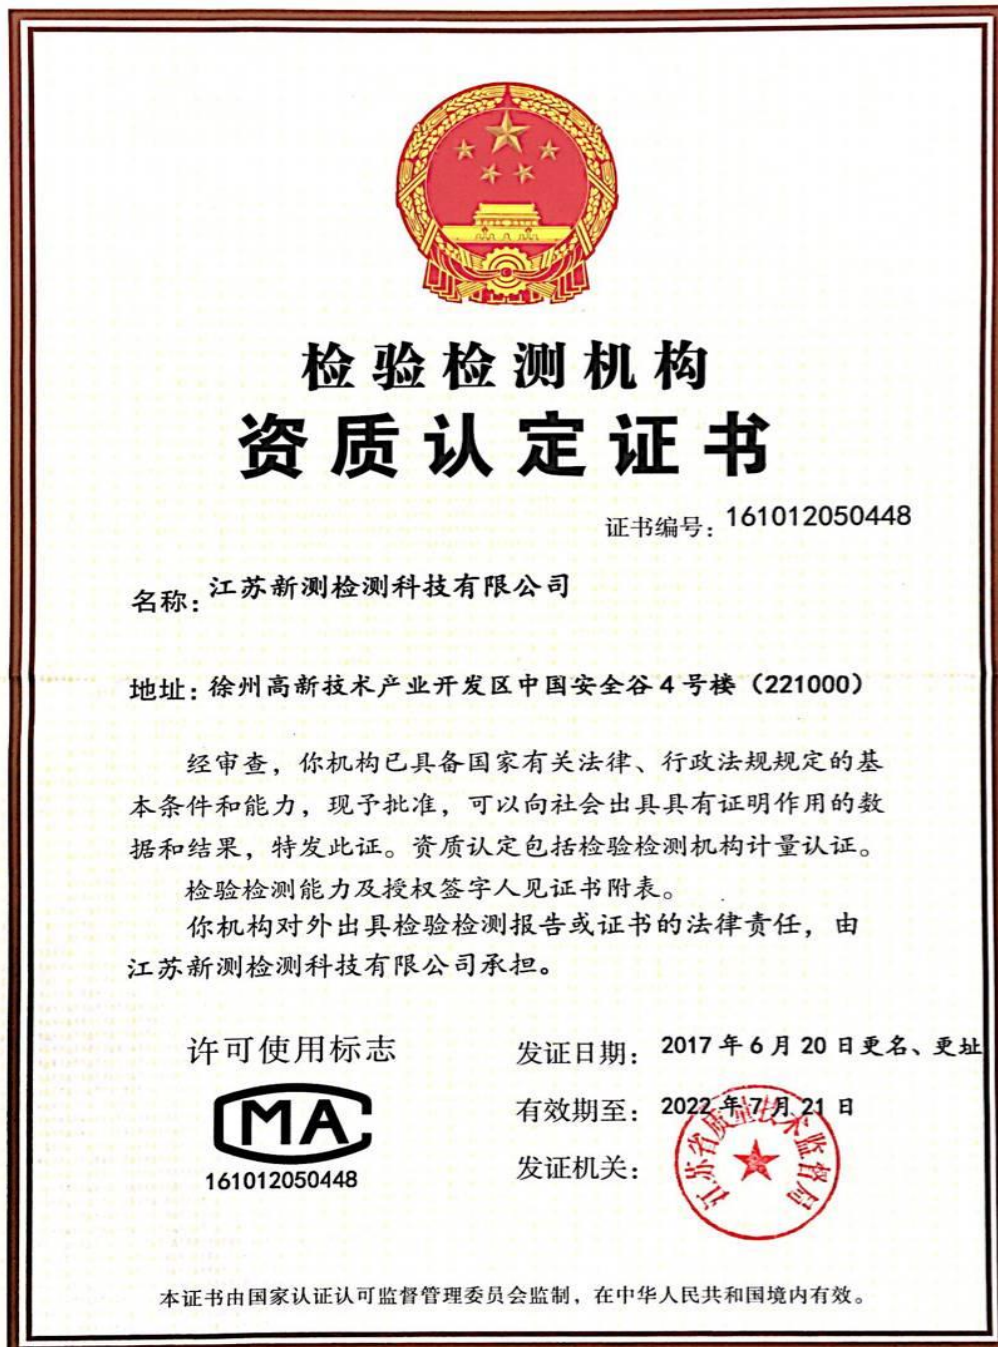 检验检测机构
资质认定证书
证书编号：161012050448
名称：江苏新测检测科技有限公司
地址：徐州高新技术产业开发区中国安全谷4号楼（221000）
经审查，你机构已具备国家有关法律、行政法规规定的基
本条件和能力，现予批准，可以向社会出具具有证明作用的数
据和结果，特发此证。资质认定包括检验检测机构计量认证。
检验检测能力及授权签字人见证书附表。
你机构对外出具检验检测报告或证书的法律责任，由
江苏新测检测科技有限公司承担。
许可使用标志
MA
161012050448
发证日期：2017年6月20日更名、更址
有效期至：2022年7月21日
发证机关：
江苏省质量技术监督局
本证书由国家认证认可监督管理委员会监制，在中华人民共和国境内有效。